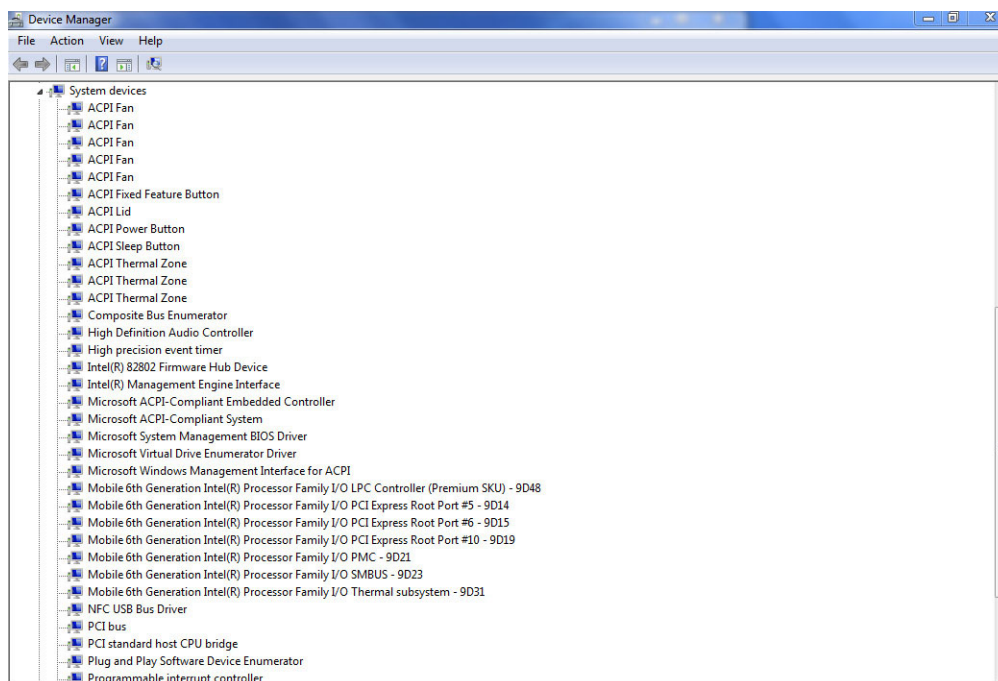 Device Manager
File Action View Help
System devices
ACPI Fan
ACPI Fan
ACPI Fan
ACPI Fan
ACPI Fan
ACPI Fixed Feature Button
ACPI Lid
ACPI Power Button
ACPI Sleep Button
ACPI Thermal Zone
ACPI Thermal Zone
ACPI Thermal Zone
Composite Bus Enumerator
High Definition Audio Controller
High precision event timer
Intel(R) 82802 Firmware Hub Device
Intel(R) Management Engine Interface
Microsoft ACPI-Compliant Embedded Controller
Microsoft ACPI-Compliant System
Microsoft System Management BIOS Driver
Microsoft Virtual Drive Enumerator Driver
Microsoft Windows Management Interface for ACPI
Mobile 6th Generation Intel(R) Processor Family I/O LPC Controller (Premium SKU) - 9D48
Mobile 6th Generation Intel(R) Processor Family I/O PCI Express Root Port #5 - 9D14
Mobile 6th Generation Intel(R) Processor Family I/O PCI Express Root Port #6 - 9D15
Mobile 6th Generation Intel(R) Processor Family I/O PCI Express Root Port #10 - 9D19
Mobile 6th Generation Intel(R) Processor Family I/O PMC - 9D21
Mobile 6th Generation Intel(R) Processor Family I/O SMBUS - 9D23
Mobile 6th Generation Intel(R) Processor Family I/O Thermal subsystem - 9D31
NFC USB Bus Driver
PCI bus
PCI standard host CPU bridge
Plug and Play Software Device Enumerator
Programmable interrupt controller